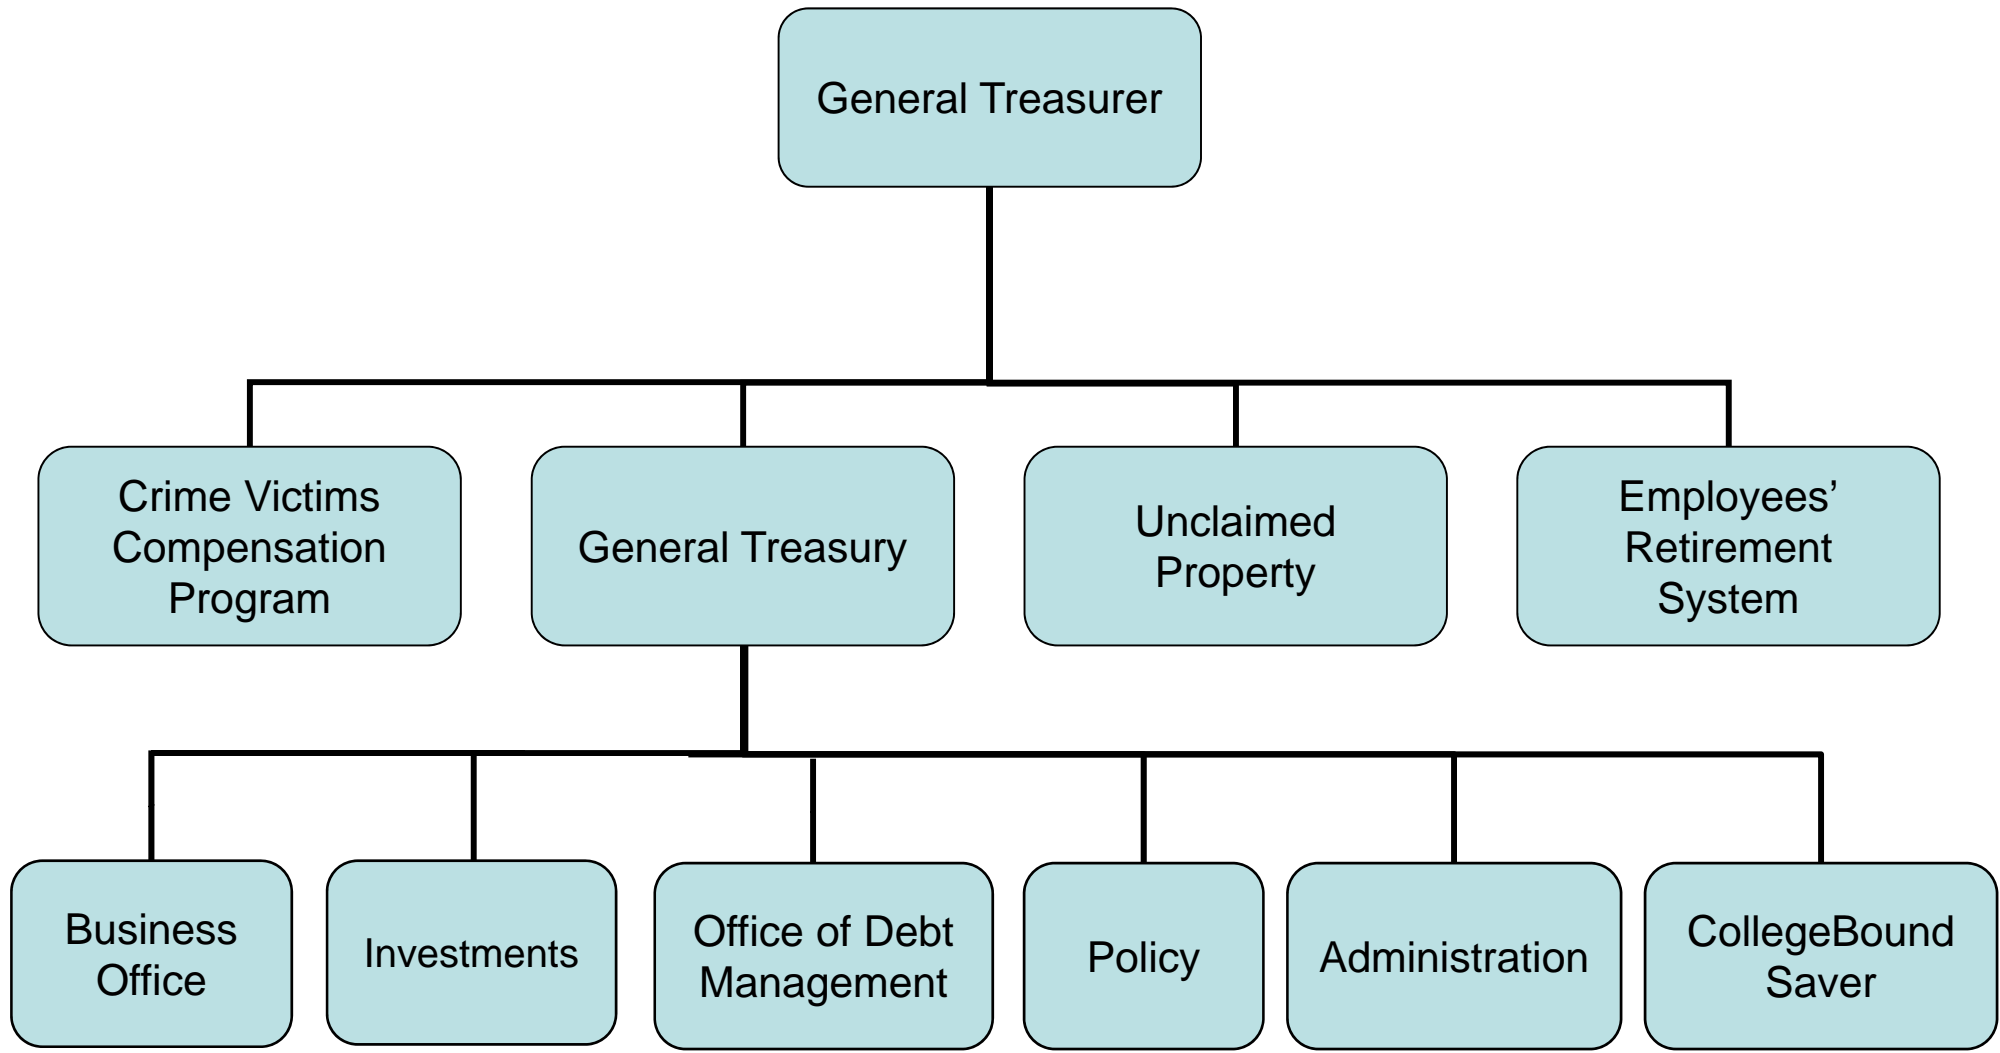 General Treasurer
Crime Victims
Compensation
Program
General Treasury
Unclaimed
Property
Employees’
Retirement
System
Business
Office
Investments
Office of Debt
Management
Policy
Administration
CollegeBound
Saver